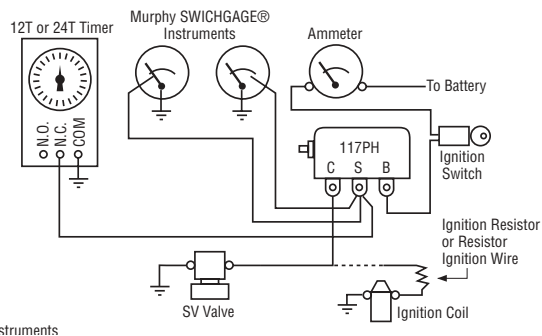 Murphy SWICHGAGE®
Instruments
12T or 24T Timer
Ammeter
To Battery
N.O.
N.C.
COM
117PH
C S B
Ignition
Switch
Ignition Resistor
or Resistor
Ignition Wire
SV Valve
Ignition Coil
struments